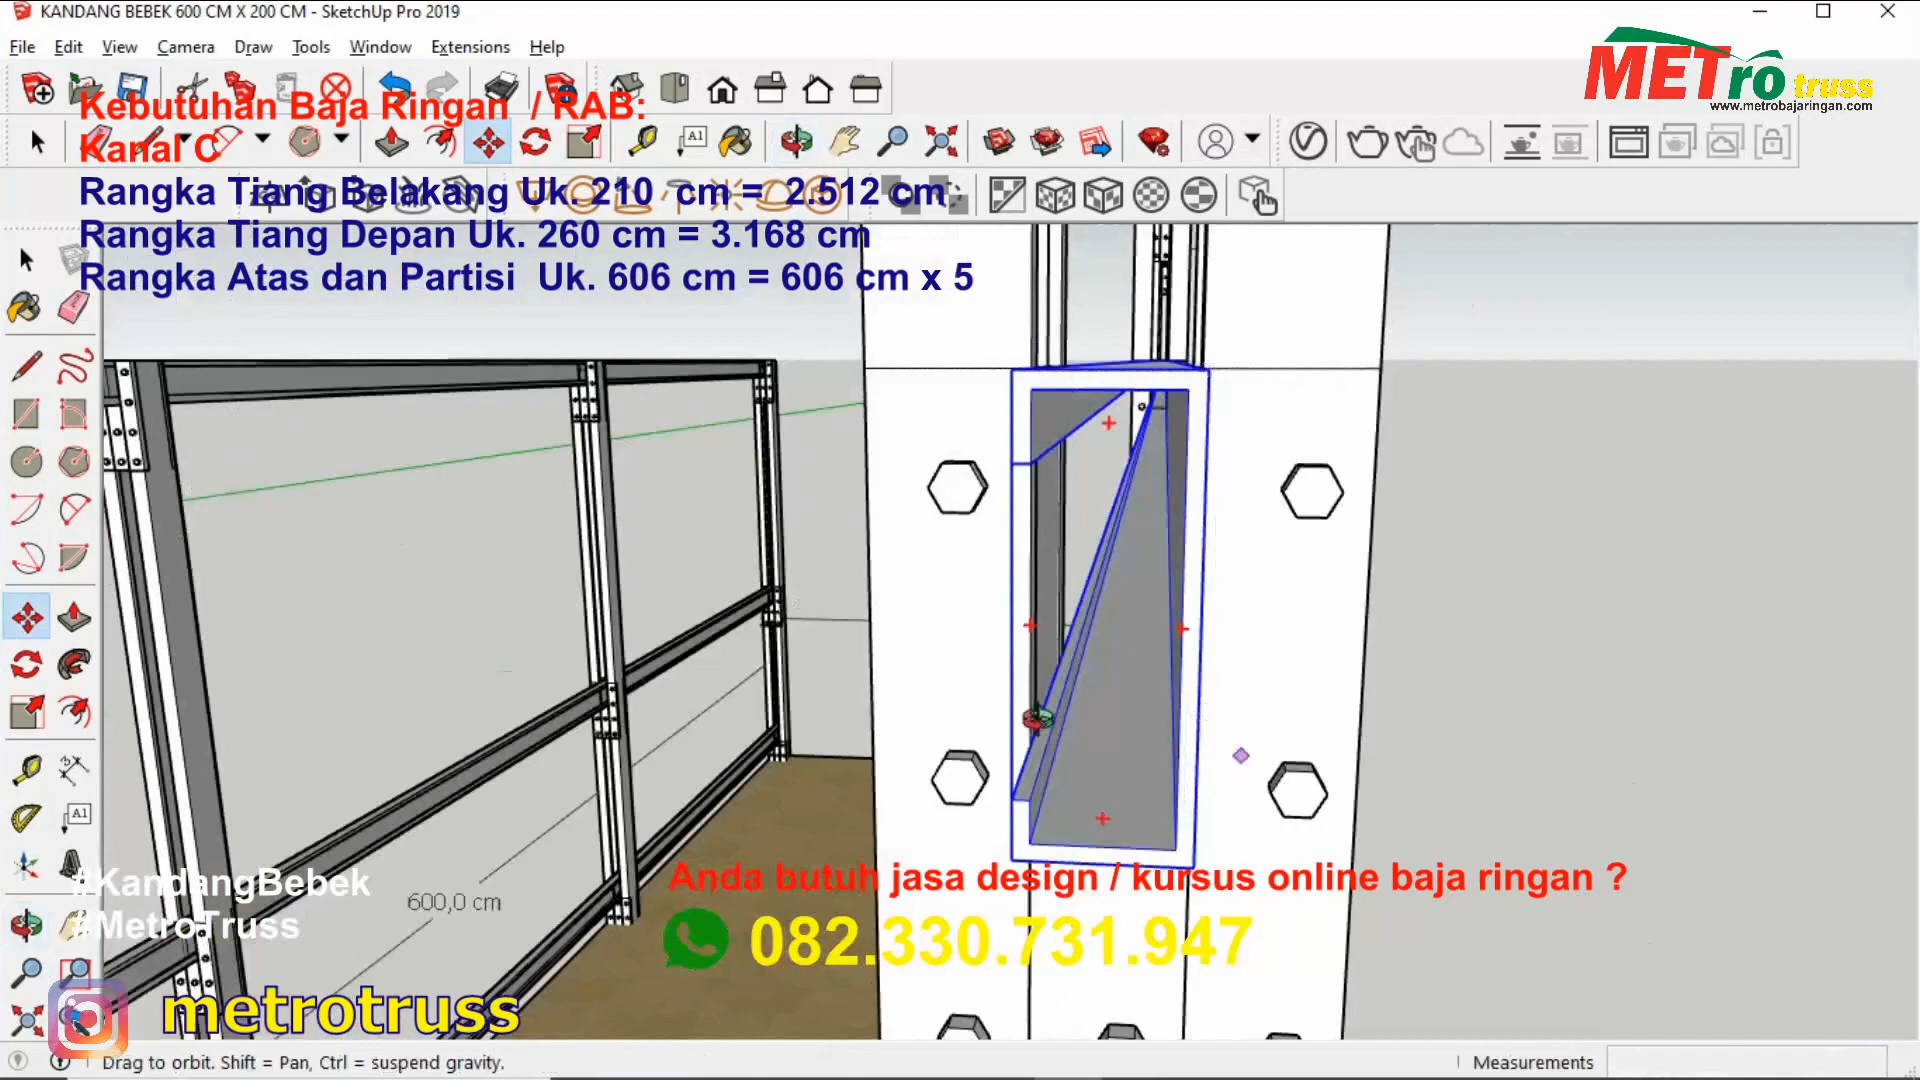 KANDANG BEBEK 600 CM X 200 CM - SketchUp Pro 2019
File Edit View Camera Draw Tools Window Extensions Help
METro truss
www.metrobajaringan.com
Kebutuhan Baja Ringan / RAB:
Kanal C
Rangka Tiang Belakang Uk. 210 cm = 2.512 cm
Rangka Tiang Depan Uk. 260 cm = 3.168 cm
Rangka Atas dan Partisi Uk. 606 cm = 606 cm x 5
A1
A1
600,0 cm
#KandangBebek
#MetroTruss
Anda butuh jasa design / kursus online baja ringan ?
082.330.731.947
metrotruss
Drag to orbit. Shift = Pan, Ctrl = suspend gravity.
Measurements